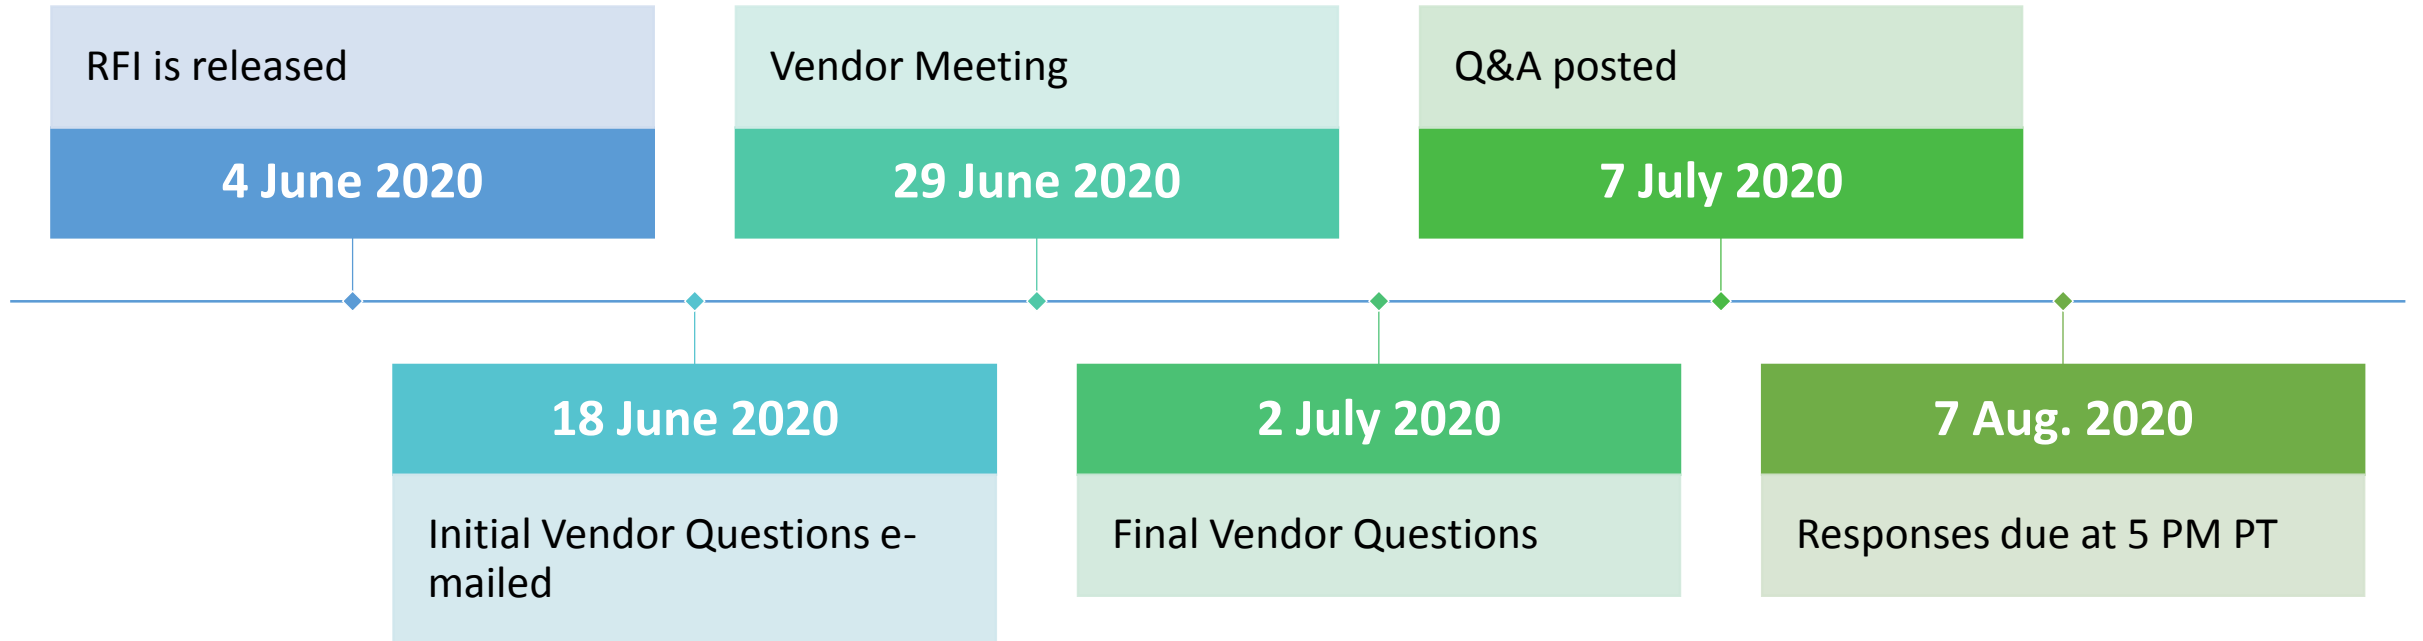 RFI is released
4 June 2020
18 June 2020
Initial Vendor Questions e-
mailed
Vendor Meeting
29 June 2020
2 July 2020
Final Vendor Questions
Q&A posted
7 July 2020
7 Aug. 2020
Responses due at 5 PM PT